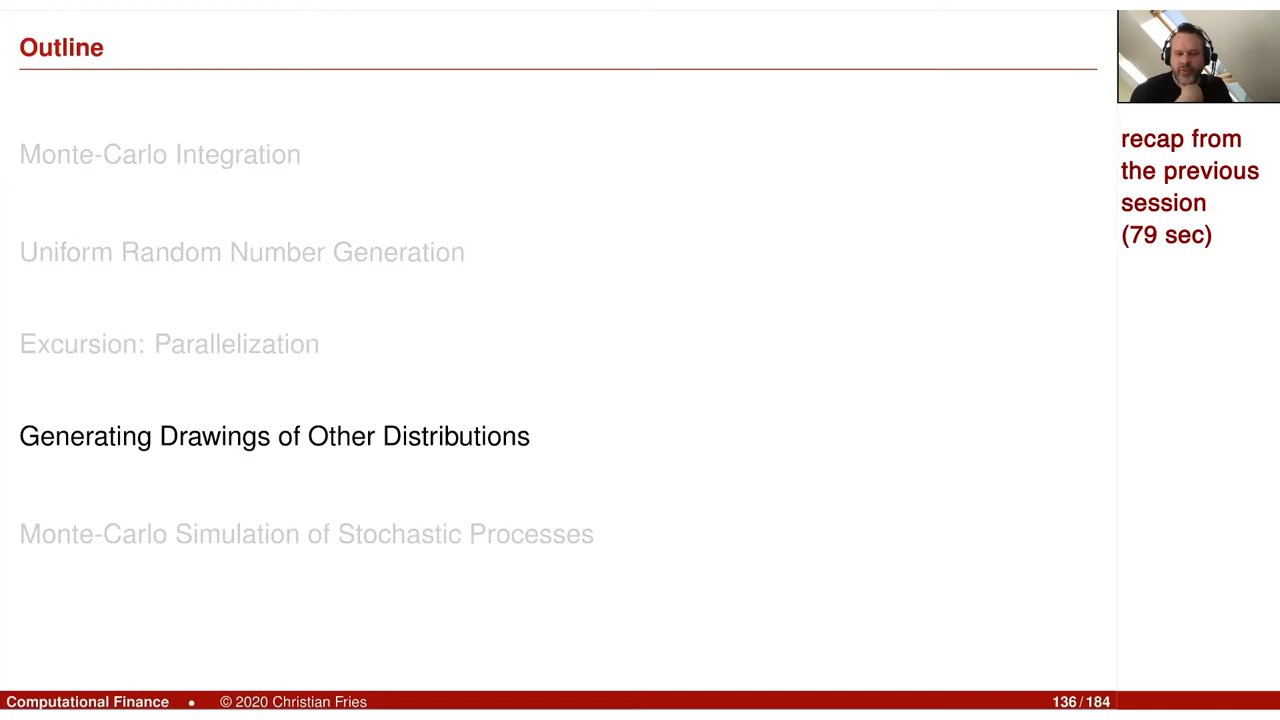 Outline
Monte-Carlo Integration
Uniform Random Number Generation
Excursion: Parallelization
Generating Drawings of Other Distributions
Monte-Carlo Simulation of Stochastic Processes
recap from
the previous
session
(79 sec)
Computational Finance • © 2020 Christian Fries 136 / 184